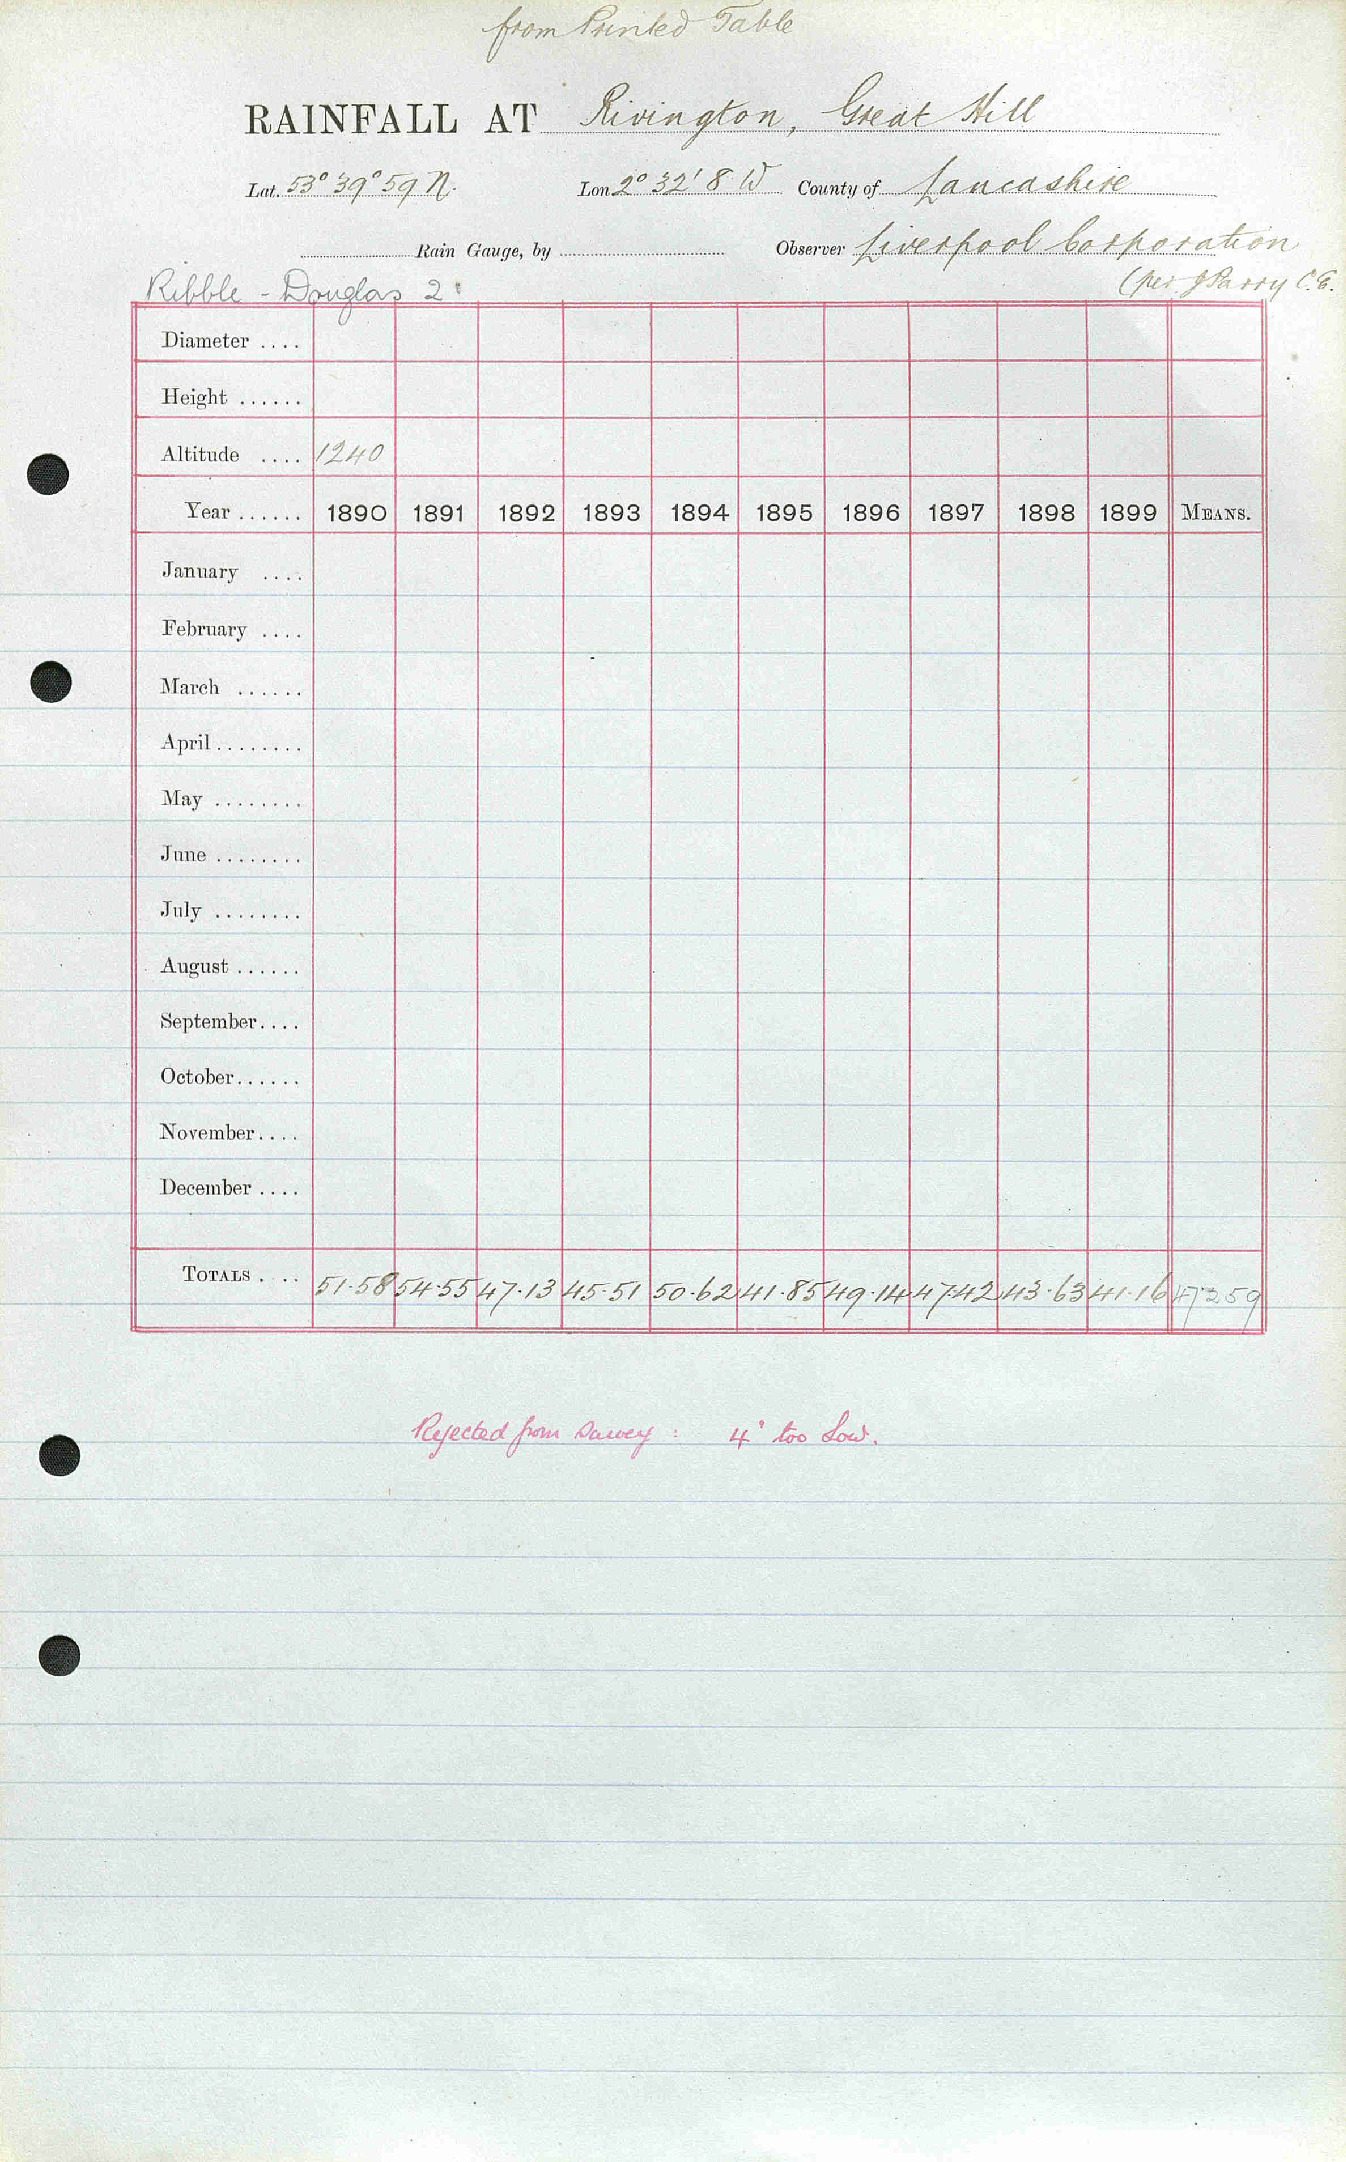 from Printed Table
RAINFALL AT Rivington, Great Hill
Lat. 53° 39° 59 N. Lon 2° 32' 8 W County of Lancashire
Rain Gauge, by Observer Liverpool Corporation
Ribble - Douglas 2. (per J Parry C.E.
Diameter ....
Height ......
Altitude .... 1240
Year ...... 1890 1891 1892 1893 1894 1895 1896 1897 1898 1899 MEANS.
January ....
February ....
March ......
April ........
May ........
June ........
July ........
August ......
September....
October......
November....
December ....
TOTALS .... 51.58 54.55 47.13 45.51 50.62 41.85 49.14 47.42 43.63 41.16 47.259
Rejected from Survey : 4" too Low.